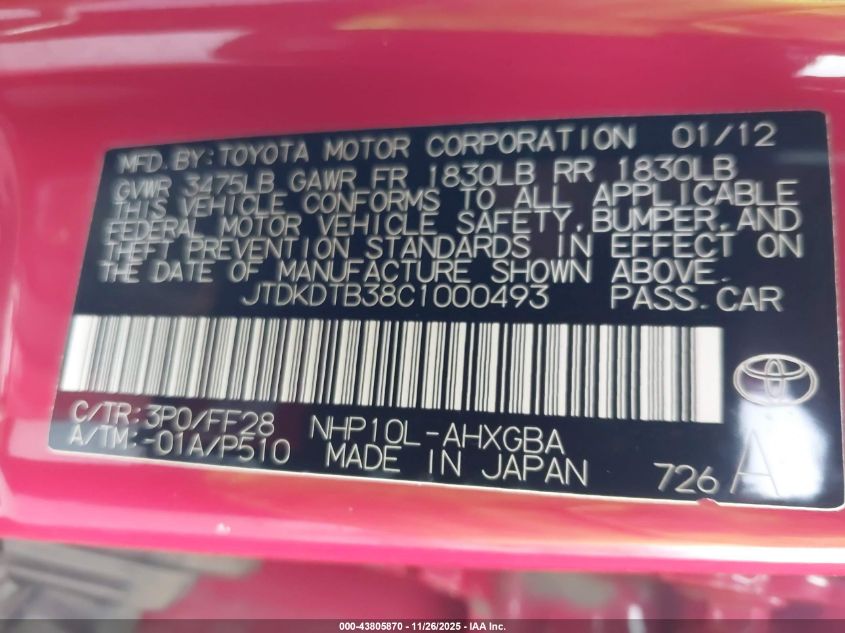 MFD. BY: TOYOTA MOTOR CORPORATION 01/12
GVWR 3475LB GAWR FR 1830LB RR 1830LB
THIS VEHICLE CONFORMS TO ALL APPLICABLE
FEDERAL MOTOR VEHICLE SAFETY, BUMPER, AND
THEFT PREVENTION STANDARDS IN EFFECT ON
THE DATE OF MANUFACTURE SHOWN ABOVE.
JTDKDTB38C1000493 PASS.CAR
C/TR: 3P0/FF28 NHP10L-AHXGBA
A/TM: -01A/P510 MADE IN JAPAN 726 A
000-43805870 - 11/26/2025 - IAA Inc.